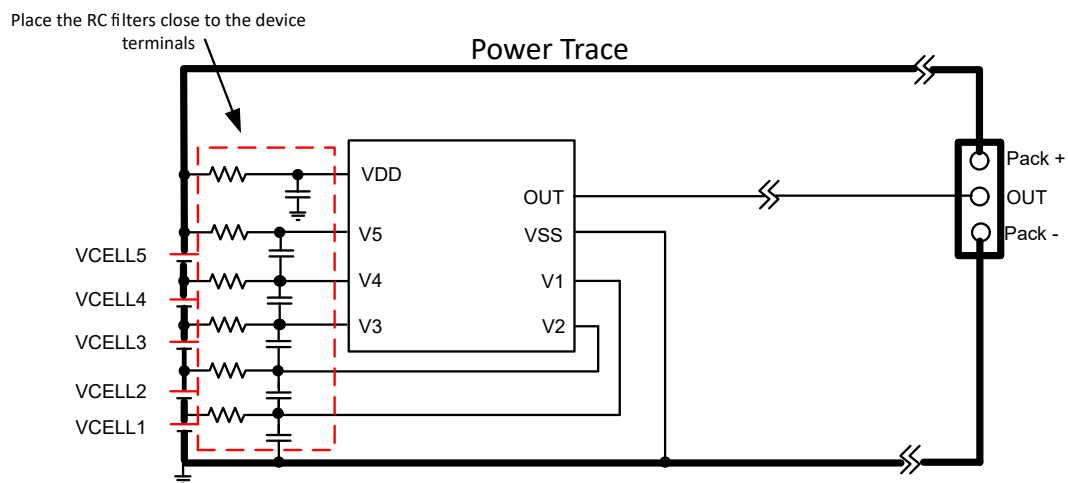 Place the RC filters close to the device
terminals
Power Trace
VDD
V5
V4
V3
OUT
VSS
V1
V2
Pack +
OUT
Pack -
VCELL5
VCELL4
VCELL3
VCELL2
VCELL1